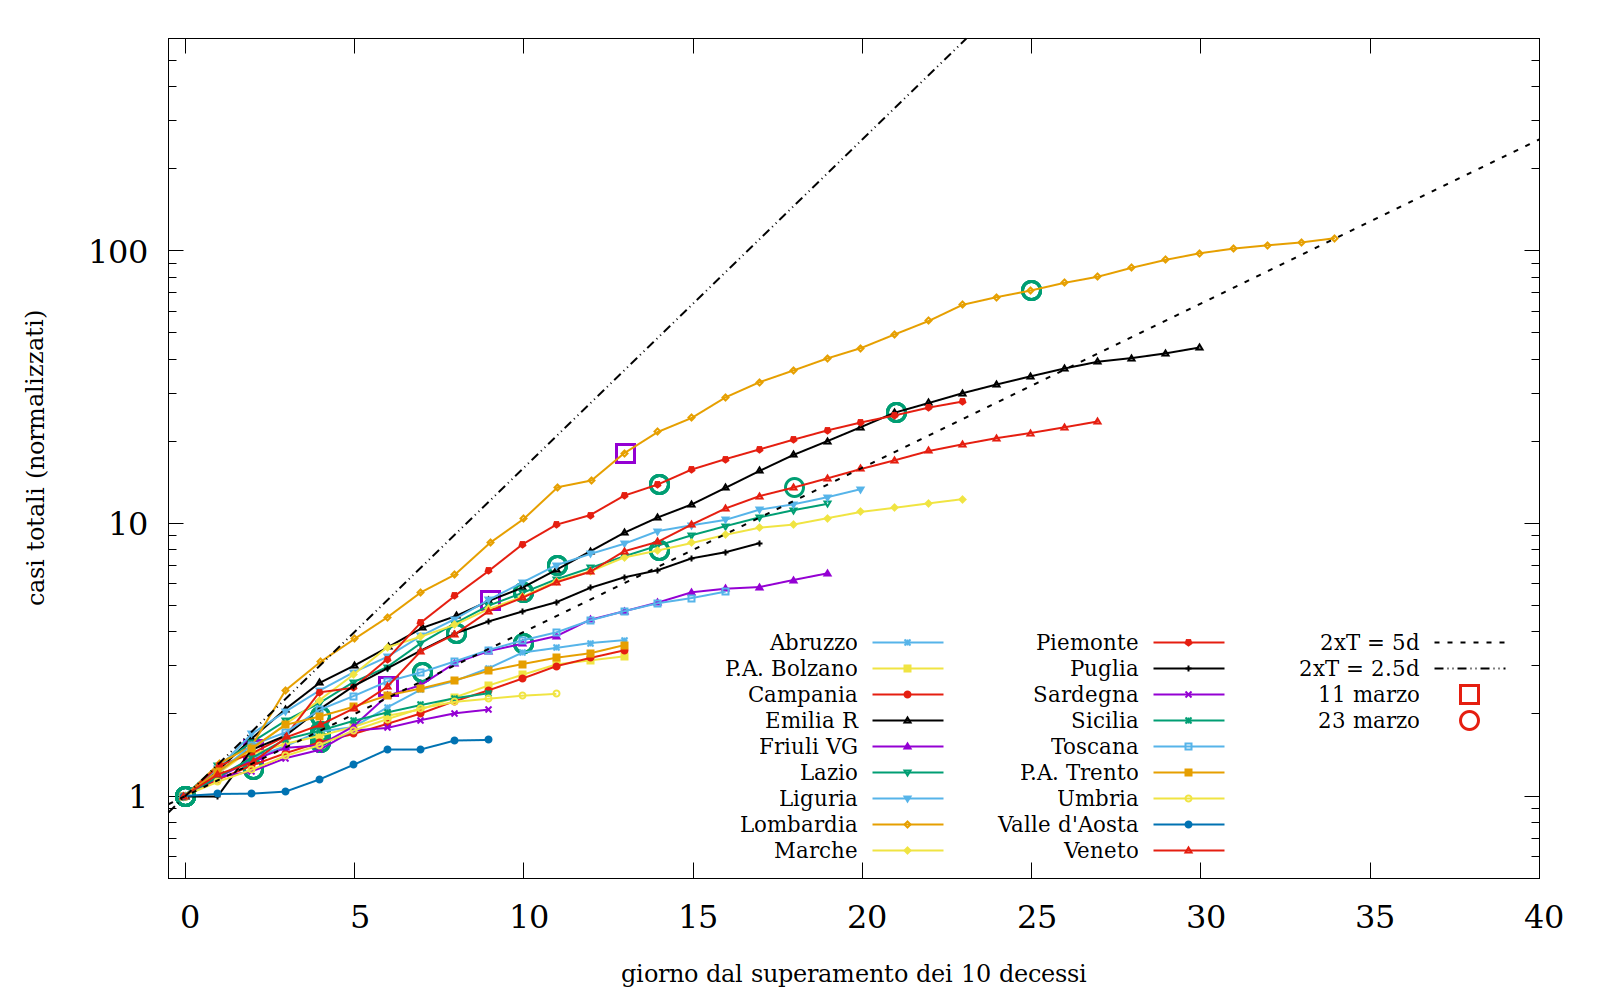 casi totali (normalizzati)
100
10
1
0 5 10 15 20 25 30 35 40
giorno dal superamento dei 10 decessi
Abruzzo
P.A. Bolzano
Campania
Emilia R
Friuli VG
Lazio
Liguria
Lombardia
Marche
Piemonte
Puglia
Sardegna
Sicilia
Toscana
P.A. Trento
Umbria
Valle d'Aosta
Veneto
2xT = 5d
2xT = 2.5d
11 marzo
23 marzo